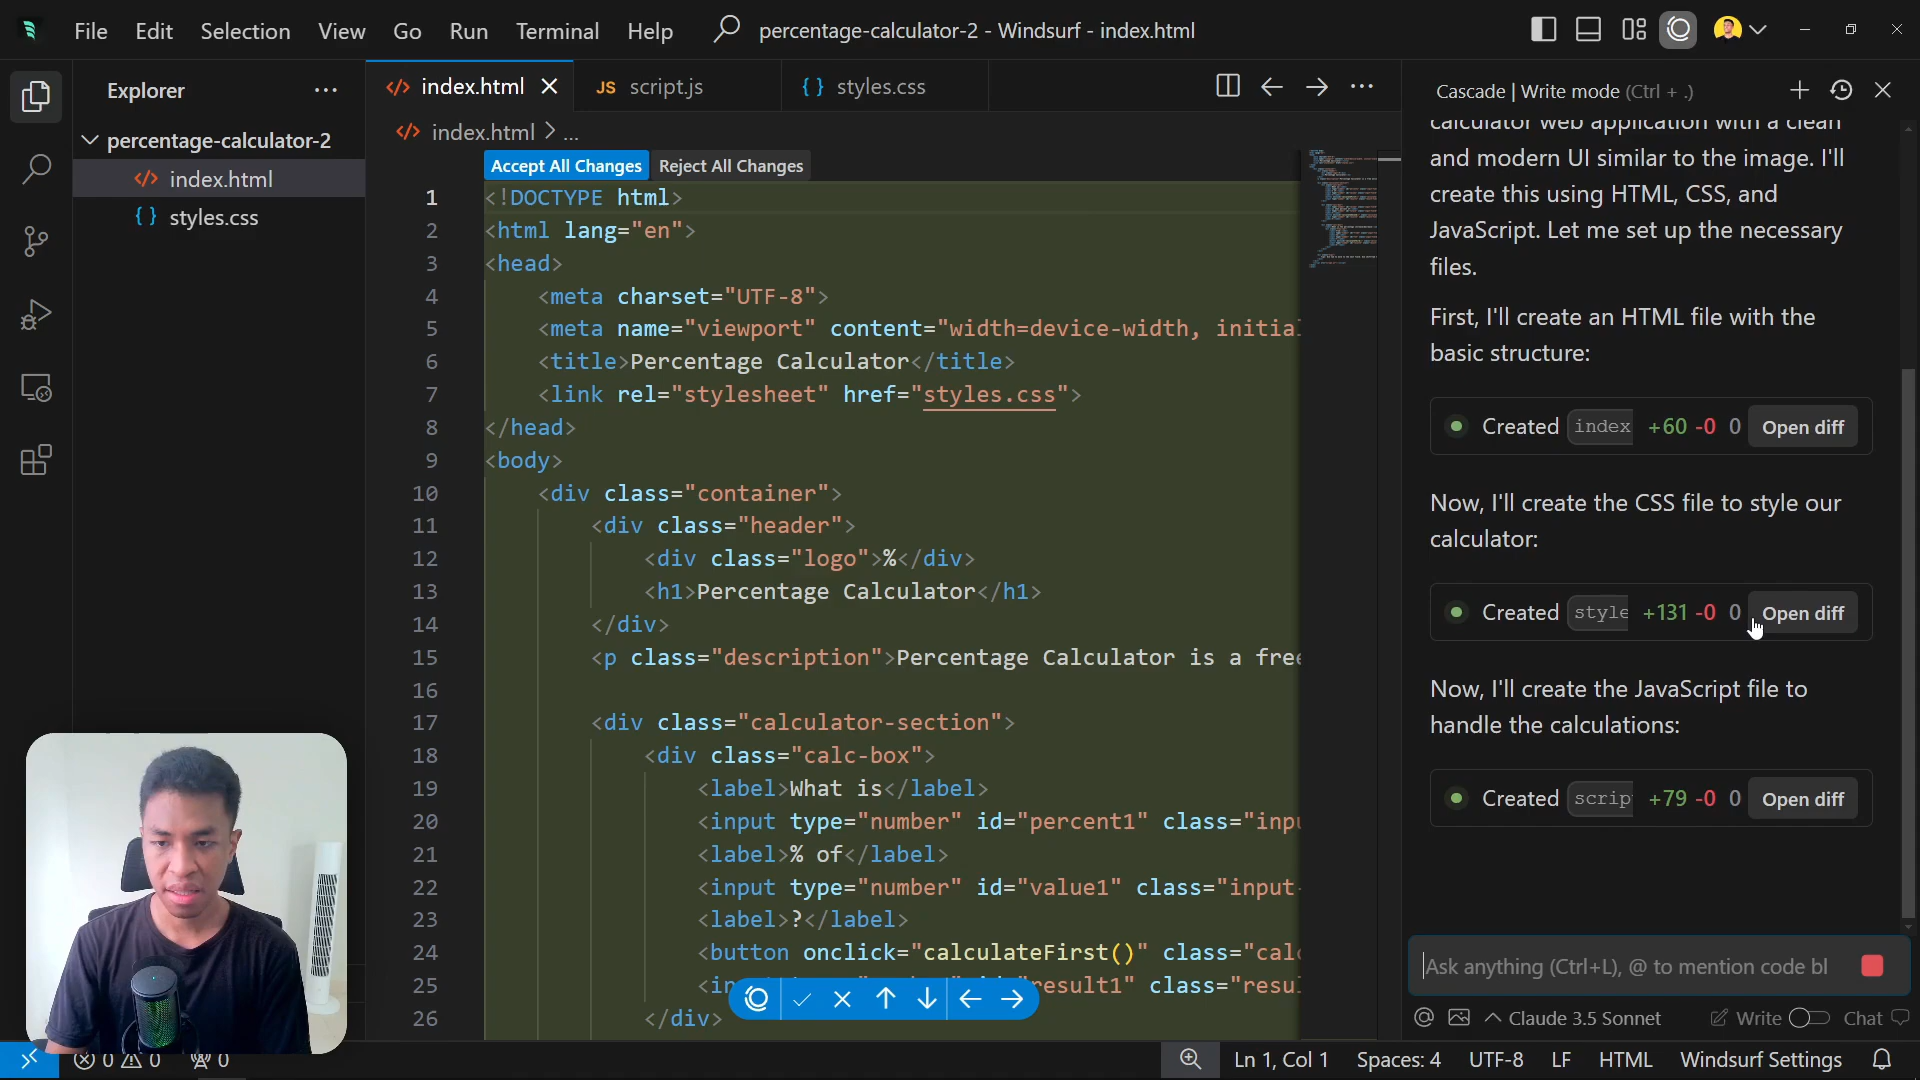 File Edit Selection View Go Run Terminal Help percentage-calculator-2 - Windsurf - index.html
Explorer
percentage-calculator-2
index.html
styles.css
index.html script.js styles.css
JS
index.html > ...
Accept All Changes Reject All Changes
1 <!DOCTYPE html>
2 <html lang="en">
3 <head>
4 <meta charset="UTF-8">
5 <meta name="viewport" content="width=device-width, initial
6 <title>Percentage Calculator</title>
7 <link rel="stylesheet" href="styles.css">
8 </head>
9 <body>
10 <div class="container">
11 <div class="header">
12 <div class="logo">%</div>
13 <h1>Percentage Calculator</h1>
14 </div>
15 <p class="description">Percentage Calculator is a free
16
17 <div class="calculator-section">
18 <div class="calc-box">
19 <label>What is</label>
20 <input type="number" id="percent1" class="inpu
21 <label>% of</label>
22 <input type="number" id="value1" class="input-
23 <label>?</label>
24 <button onclick="calculateFirst()" class="calc
25 <in result1" class="resu
26 </div>
Cascade | Write mode (Ctrl + .)
calculator web application with a clean
and modern UI similar to the image. I'll
create this using HTML, CSS, and
JavaScript. Let me set up the necessary
files.
First, I'll create an HTML file with the
basic structure:
Created index +60 -0 0 Open diff
Now, I'll create the CSS file to style our
calculator:
Created style +131 -0 0 Open diff
Now, I'll create the JavaScript file to
handle the calculations:
Created scrip +79 -0 0 Open diff
Ask anything (Ctrl+L), @ to mention code bl
Claude 3.5 Sonnet Write Chat
0 0 0 Ln 1, Col 1 Spaces: 4 UTF-8 LF HTML Windsurf Settings